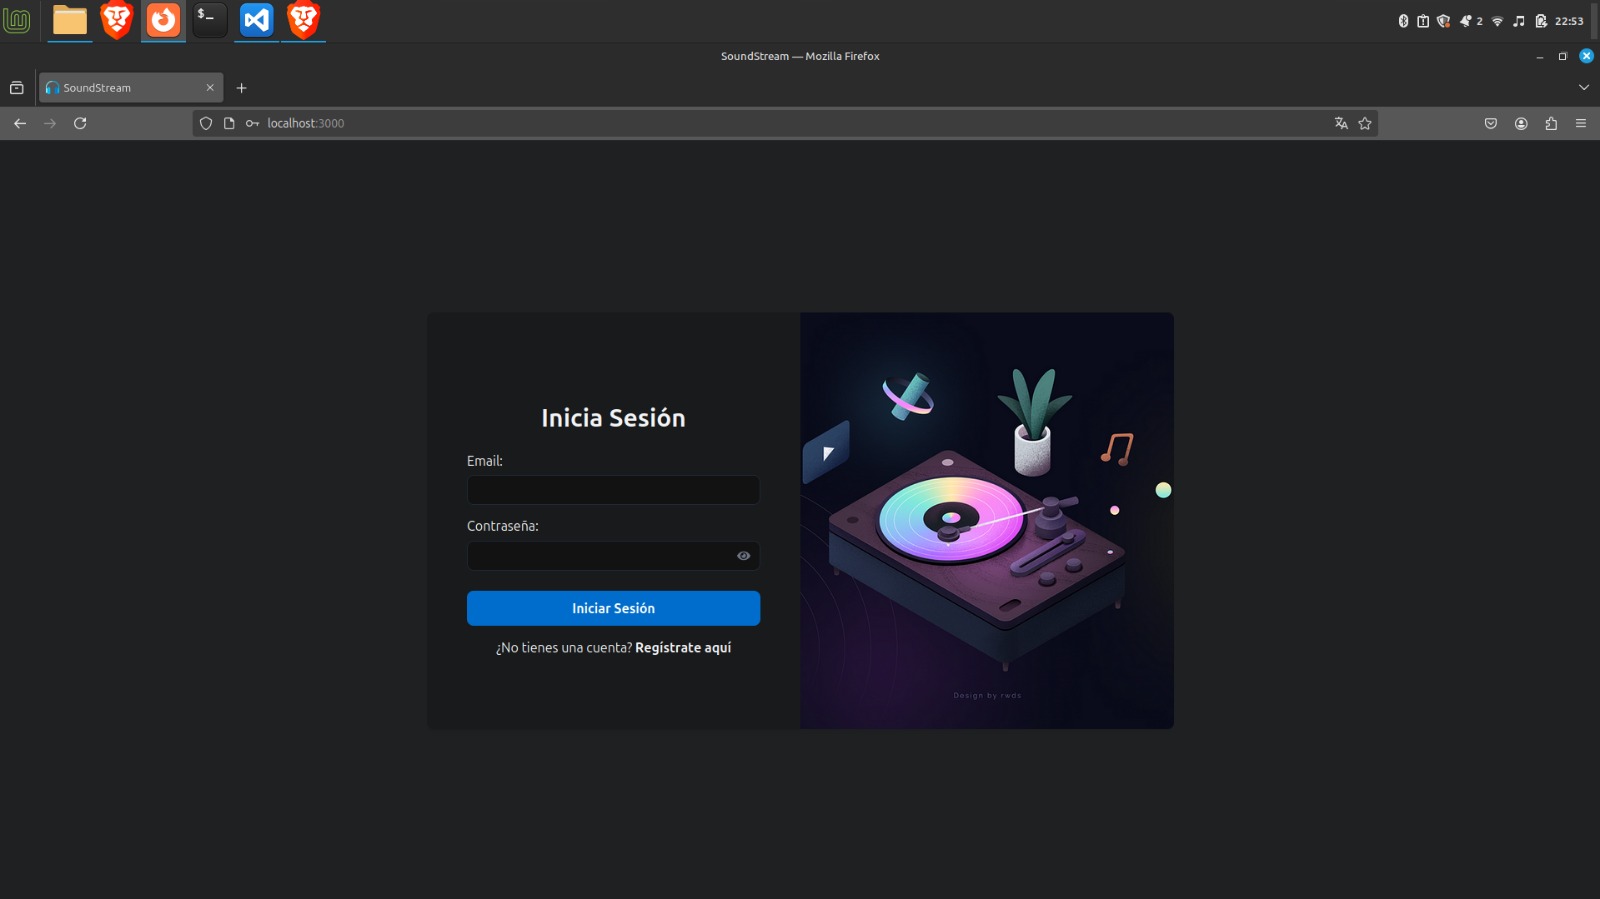 $_
2
22:53
SoundStream — Mozilla Firefox
SoundStream
localhost:3000
Inicia Sesión
Email:
Contraseña:
Iniciar Sesión
¿No tienes una cuenta? Regístrate aquí
Design by rwds